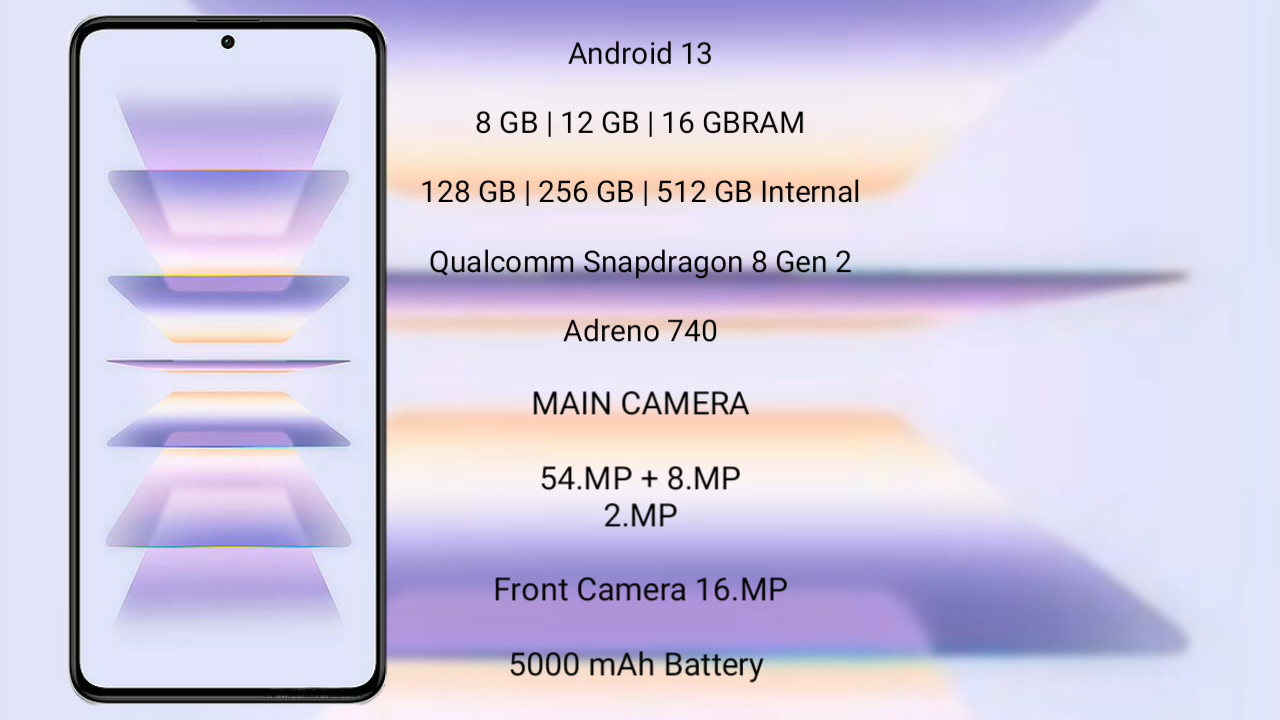 Android 13
8 GB | 12 GB | 16 GBRAM
128 GB | 256 GB | 512 GB Internal
Qualcomm Snapdragon 8 Gen 2
Adreno 740
MAIN CAMERA
54.MP + 8.MP
2.MP
Front Camera 16.MP
5000 mAh Battery